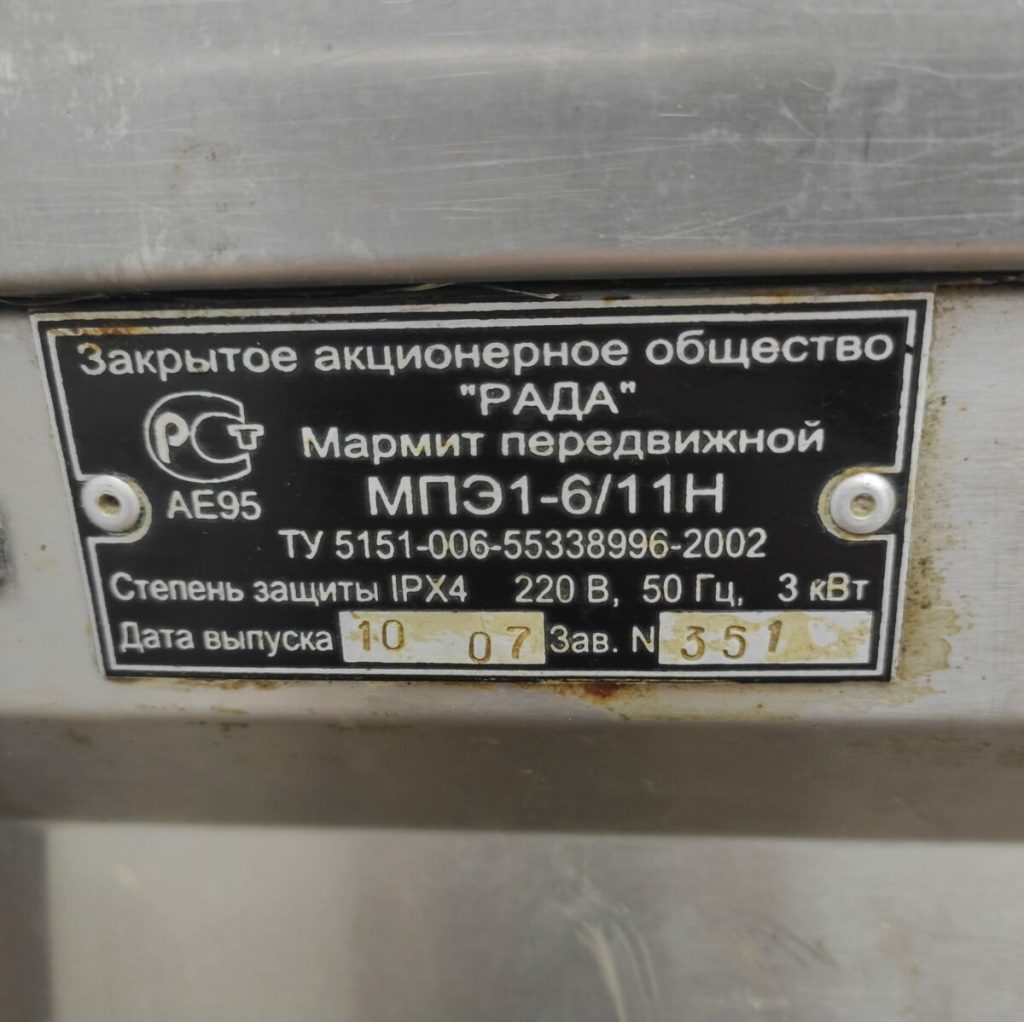 Закрытое акционерное общество
"РАДА"
РСТ
Мармит передвижной
АЕ95
МПЭ1-6/11Н
ТУ 5151-006-55338996-2002
Степень защиты IPX4 220 В, 50 Гц, 3 кВт
Дата выпуска 10 07 Зав. N 351